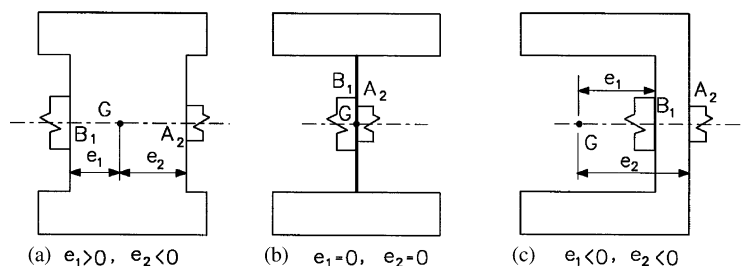 G
B₁
A₂
e₁
e₂
(a) e₁>0, e₂<0
B₁
A₂
G
(b) e₁=0, e₂=0
e₁
B₁
A₂
G
e₂
(c) e₁<0, e₂<0